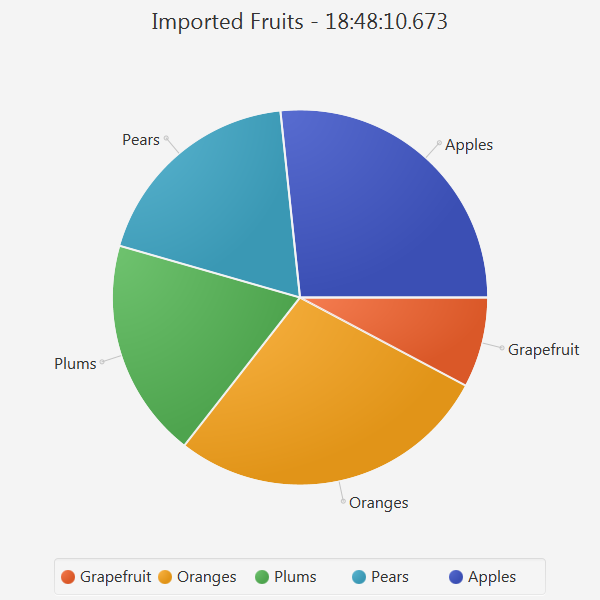 Imported Fruits - 18:48:10.673
Pears
Apples
Grapefruit
Plums
Oranges
Grapefruit Oranges Plums Pears Apples